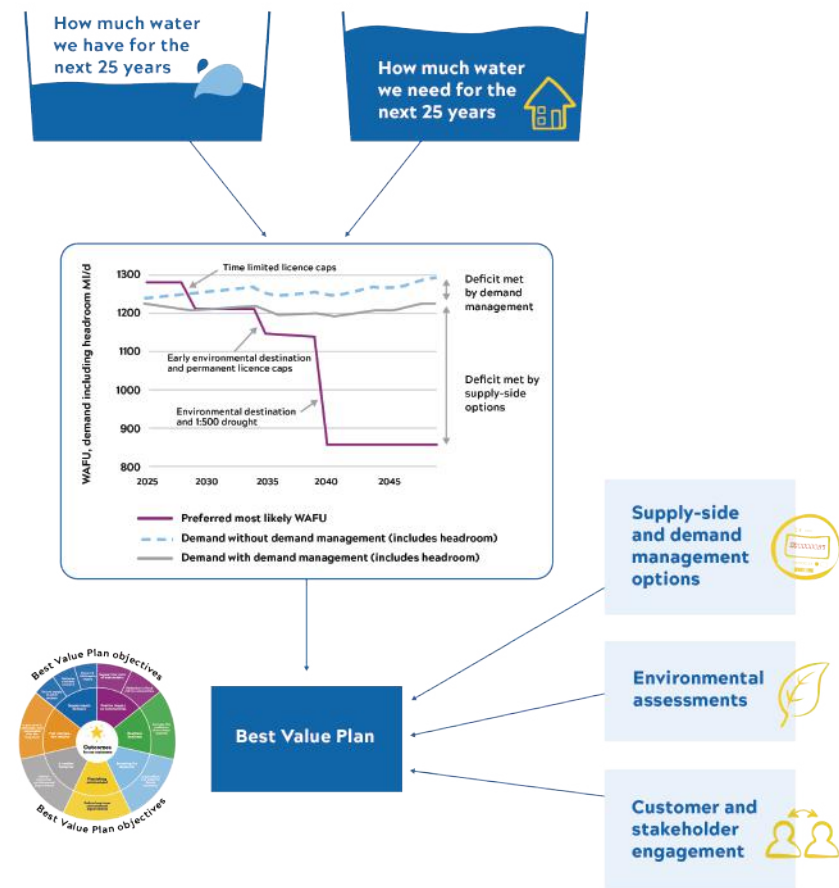 How much water
we have for the
next 25 years
How much water
we need for the
next 25 years
WAFU, demand including headroom Ml/d
1300
1200
1100
1000
900
800
2025
2030
2035
2040
2045
Time limited licence caps
Early environmental destination
and permanent licence caps
Environmental destination
and 1:500 drought
Deficit met
by demand
management
Deficit met by
supply-side
options
Preferred most likely WAFU
Demand without demand management (includes headroom)
Demand with demand management (includes headroom)
Supply-side
and demand
management
options
Environmental
assessments
Customer and
stakeholder
engagement
Best Value Plan
Best Value Plan objectives
Outcomes
Best Value Plan objectives